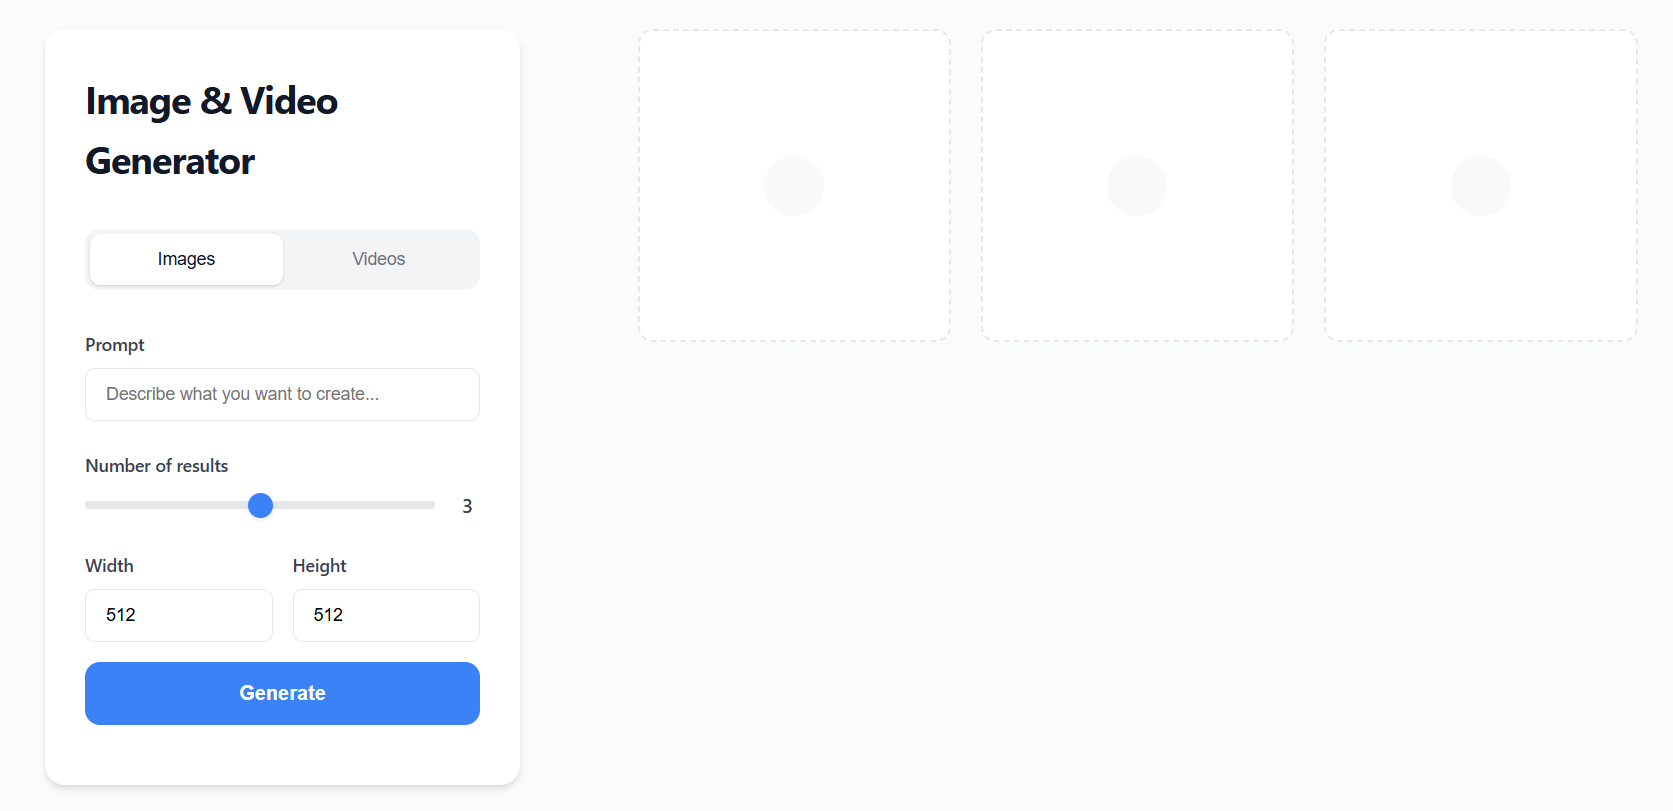 Image & Video
Generator
Images
Videos
Prompt
Describe what you want to create...
Number of results
3
Width
Height
512
512
Generate